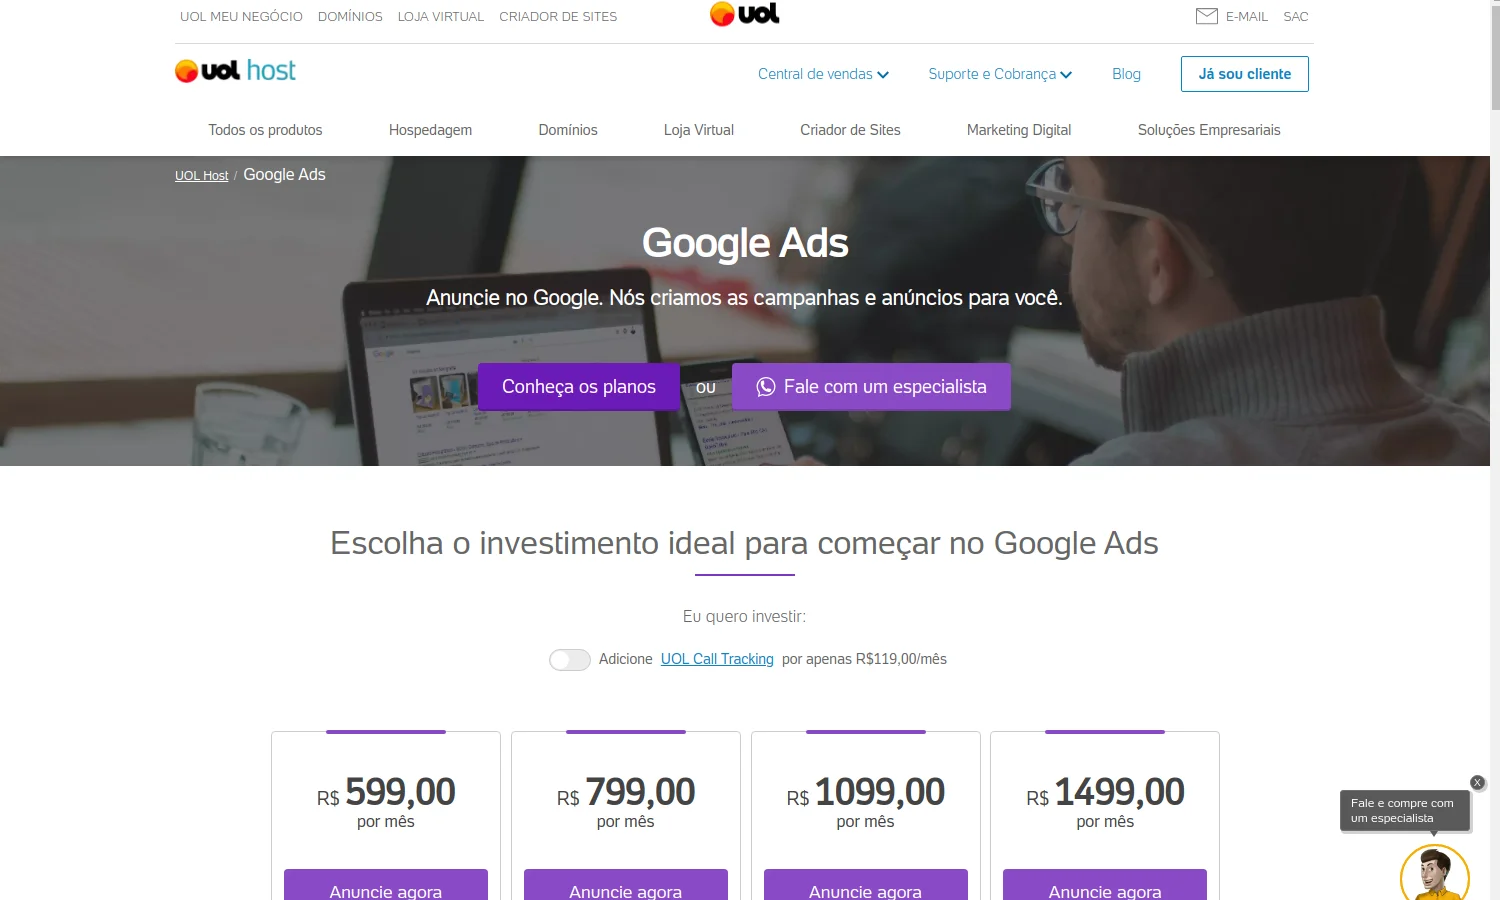 UOL MEU NEGÓCIO DOMÍNIOS LOJA VIRTUAL CRIADOR DE SITES uol E-MAIL SAC
uol host Central de vendas Suporte e Cobrança Blog Já sou cliente
Todos os produtos Hospedagem Domínios Loja Virtual Criador de Sites Marketing Digital Soluções Empresariais
UOL Host / Google Ads
Google Ads
Anuncie no Google. Nós criamos as campanhas e anúncios para você.
Conheça os planos ou Fale com um especialista
Escolha o investimento ideal para começar no Google Ads
Eu quero investir:
Adicione UOL Call Tracking por apenas R$119,00/mês
R$ 599,00
por mês
Anuncie agora
R$ 799,00
por mês
Anuncie agora
R$ 1099,00
por mês
Anuncie agora
R$ 1499,00
por mês
Anuncie agora
X
Fale e compre com
um especialista